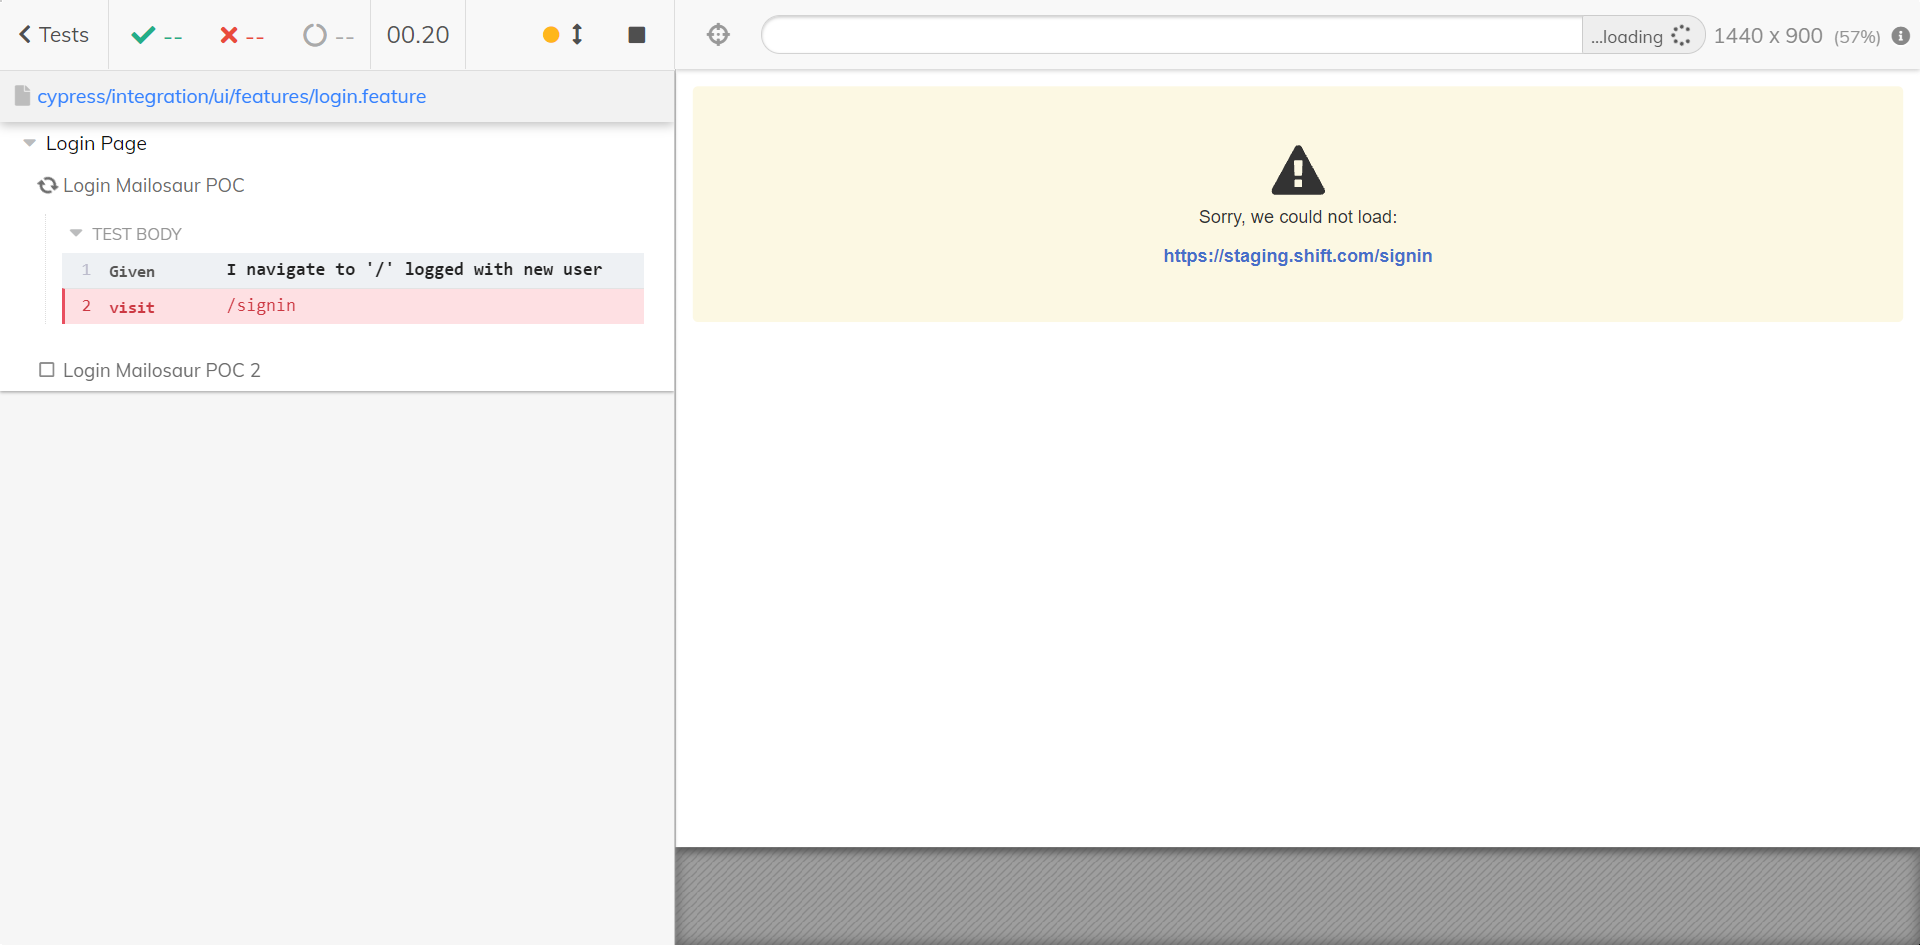 Tests -- -- -- 00.20
...loading 1440 x 900 (57%)
cypress/integration/ui/features/login.feature
Login Page
Login Mailosaur POC
TEST BODY
1 Given I navigate to '/' logged with new user
2 visit /signin
Login Mailosaur POC 2
Sorry, we could not load:
https://staging.shift.com/signin